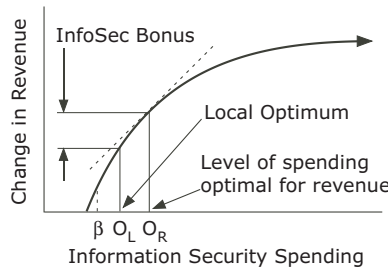 InfoSec Bonus
Change in Revenue
Local Optimum
Level of spending
optimal for revenue
β O_L O_R
Information Security Spending